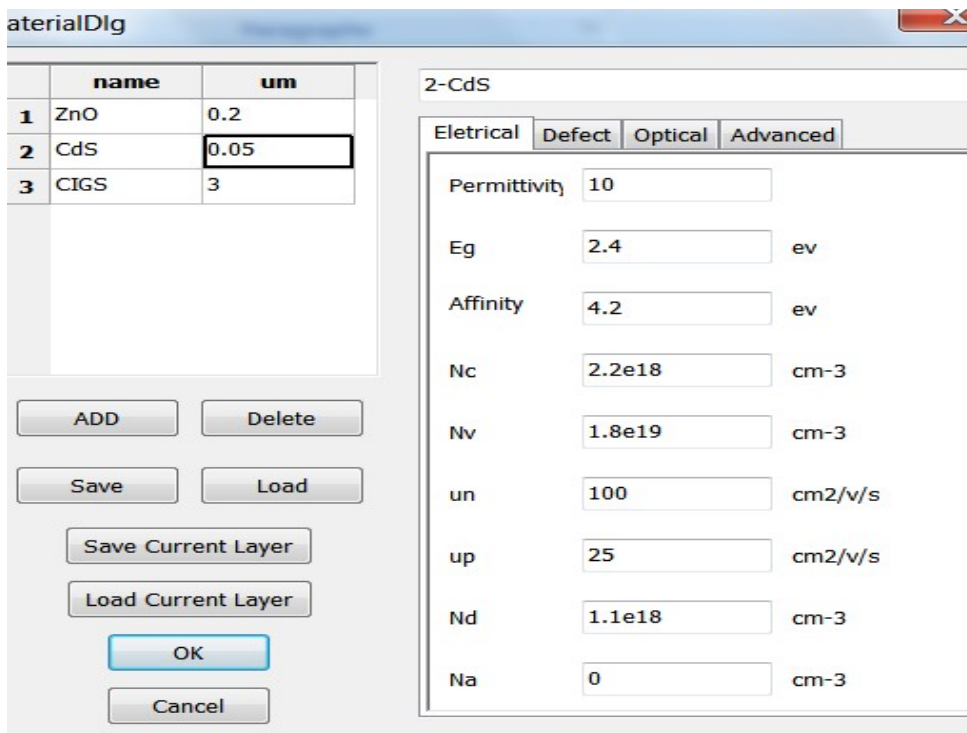 aterialDlg
name um
1 ZnO 0.2
2 CdS 0.05
3 CIGS 3
ADD Delete
Save Load
Save Current Layer
Load Current Layer
OK
Cancel
2-CdS
Eletrical Defect Optical Advanced
Permittivity 10
Eg 2.4 ev
Affinity 4.2 ev
Nc 2.2e18 cm-3
Nv 1.8e19 cm-3
un 100 cm2/v/s
up 25 cm2/v/s
Nd 1.1e18 cm-3
Na 0 cm-3